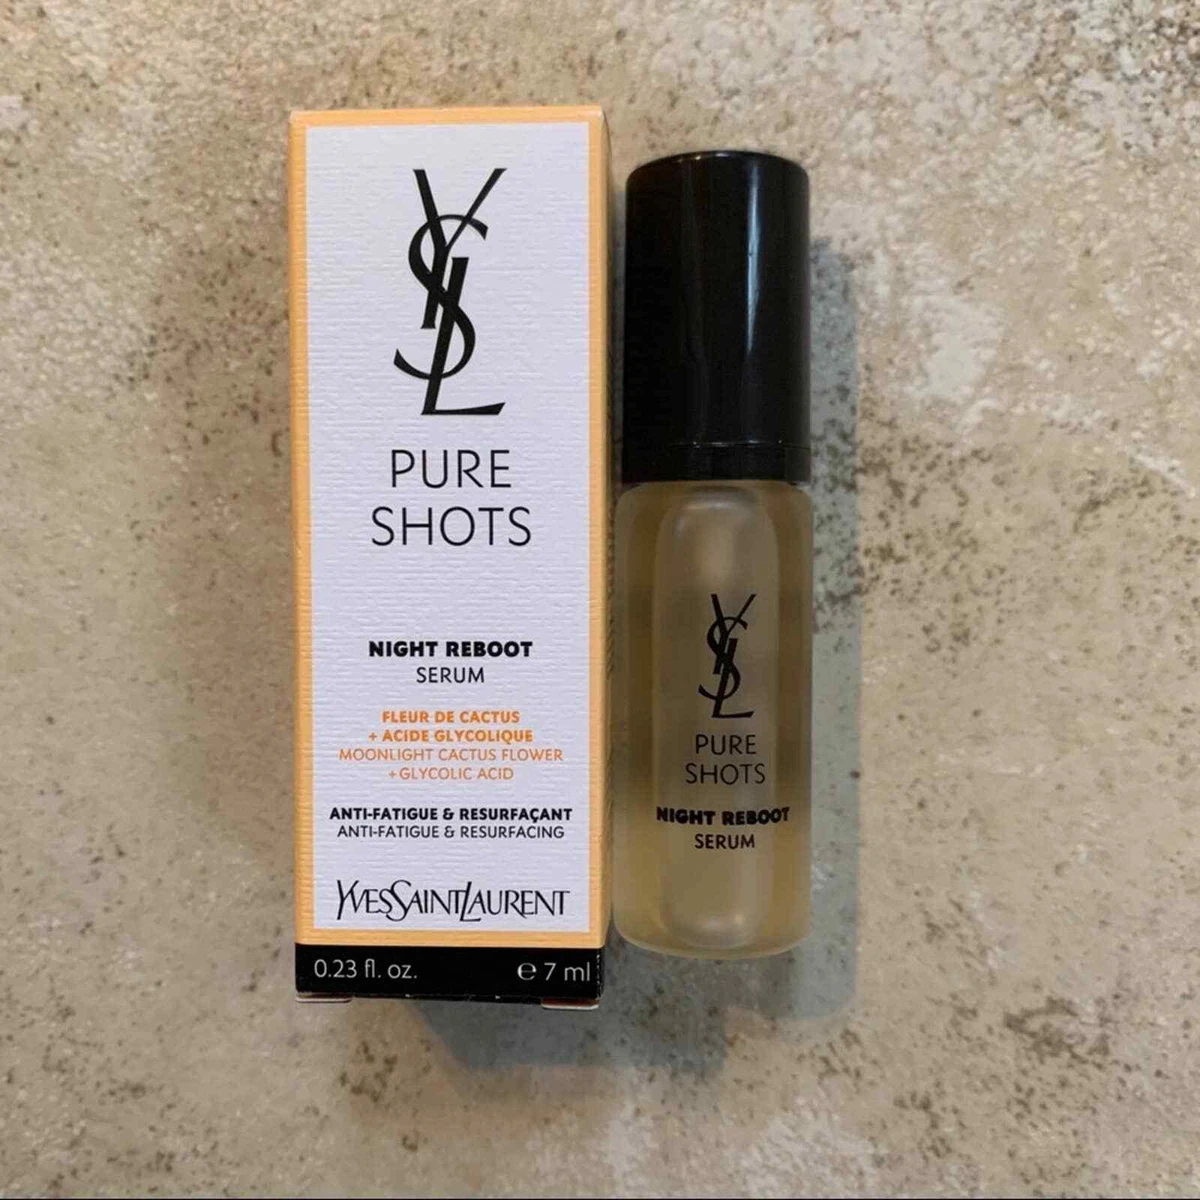 YSL
PURE
SHOTS
NIGHT REBOOT
SERUM
FLEUR DE CACTUS
+ ACIDE GLYCOLIQUE
MOONLIGHT CACTUS FLOWER
+ GLYCOLIC ACID
ANTI-FATIGUE & RESURFAÇANT
ANTI-FATIGUE & RESURFACING
YVESSAINTLAURENT
0.23 fl. oz. ℮ 7 ml
YSL
PURE
SHOTS
NIGHT REBOOT
SERUM